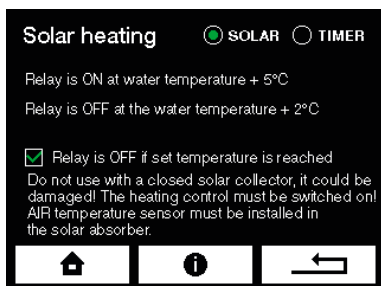 Solar heating SOLAR TIMER
Relay is ON at water temperature + 5°C
Relay is OFF at the water temperature + 2°C
Relay is OFF if set temperature is reached
Do not use with a closed solar collector, it could be
damaged! The heating control must be switched on!
AIR temperature sensor must be installed in
the solar absorber.